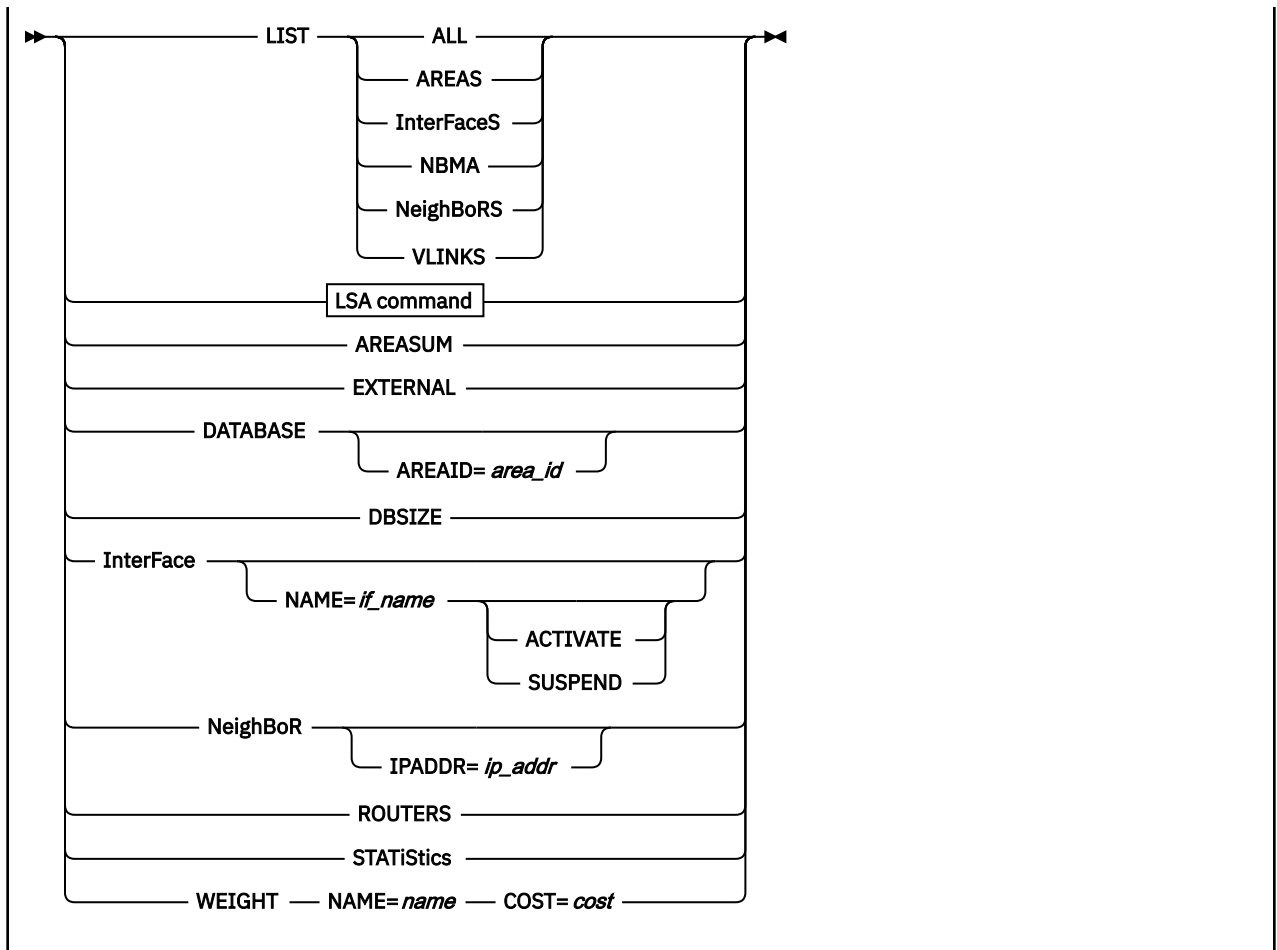 LIST ALL
AREAS
InterFaceS
NBMA
NeighBoRS
VLINKS
LSA command
AREASUM
EXTERNAL
DATABASE
AREAID= area_id
DBSIZE
InterFace
NAME= if_name
ACTIVATE
SUSPEND
NeighBoR
IPADDR= ip_addr
ROUTERS
STATiStics
WEIGHT NAME= name COST= cost